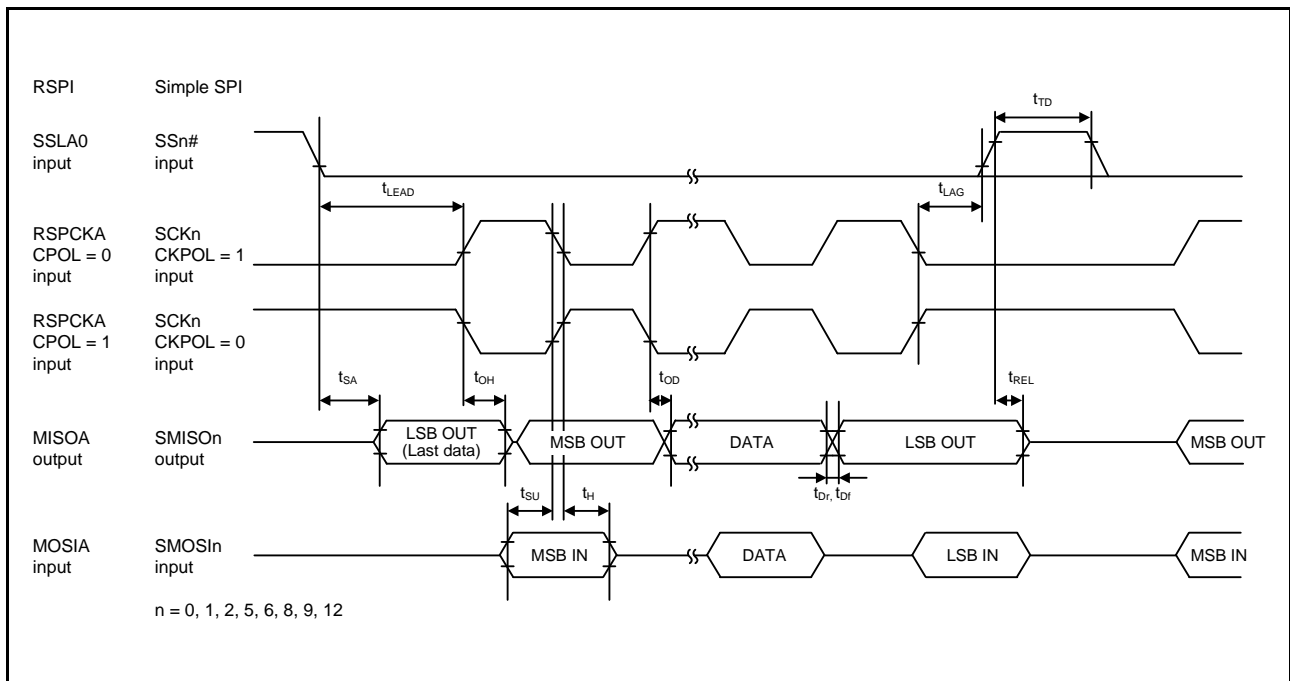 RSPI Simple SPI
tTD
SSLA0 SSn#
input input
tLEAD tLAG
RSPCKA SCKn
CPOL = 0 CKPOL = 1
input input
RSPCKA SCKn
CPOL = 1 CKPOL = 0
input input
tSA tOH tOD tREL
MISOA SMISOn
output output
LSB OUT
(Last data)
MSB OUT DATA LSB OUT MSB OUT
tSU tH tDr, tDf
MOSIA SMOSIn
input input
MSB IN DATA LSB IN MSB IN
n = 0, 1, 2, 5, 6, 8, 9, 12